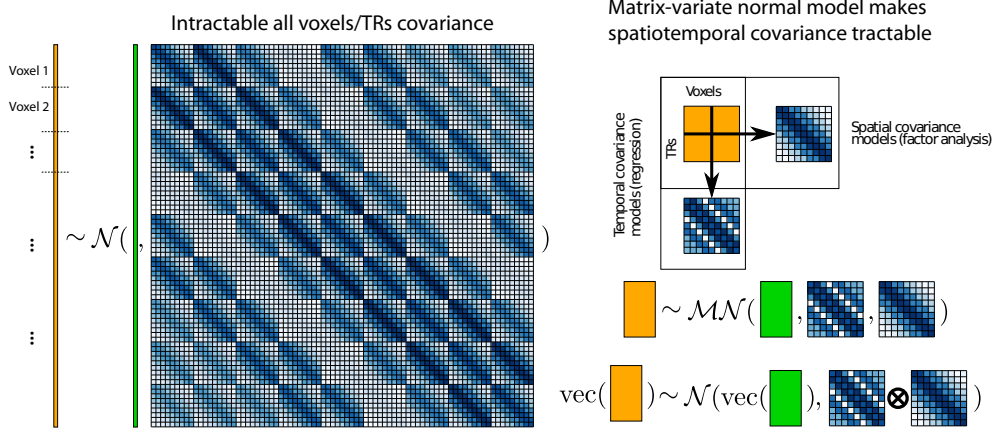 Intractable all voxels/TRs covariance
Voxel 1
Voxel 2
...
...
...
∼ 𝒩( , )
Matrix-variate normal model makes
spatiotemporal covariance tractable
Voxels
TRs
Temporal covariance
models (regression)
Spatial covariance
models (factor analysis)
∼ ℳ𝒩( , , )
vec( ) ∼ 𝒩(vec( ), ⊗ )